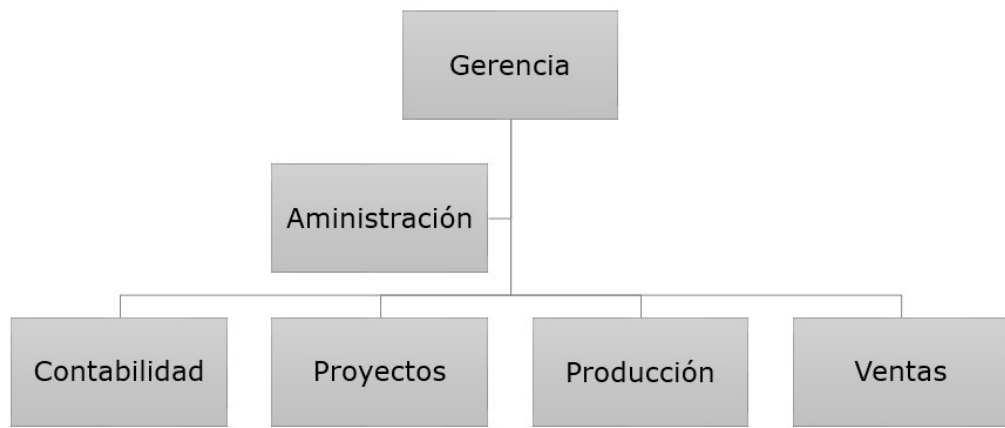 Gerencia
Aministración
Contabilidad
Proyectos
Producción
Ventas